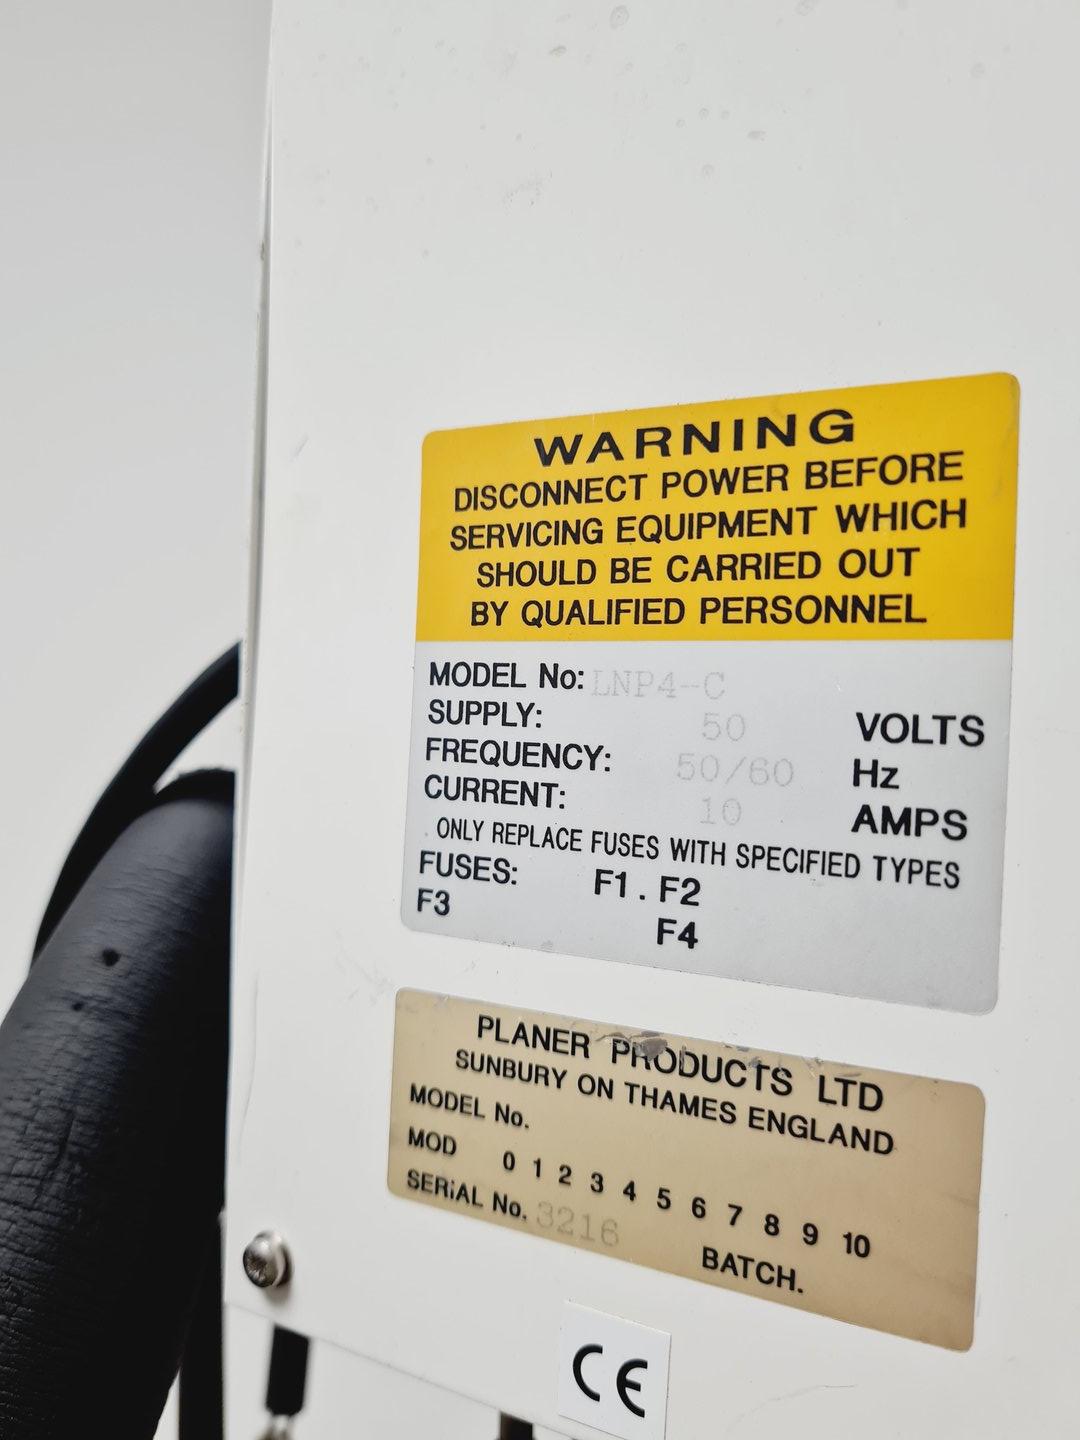 WARNING
DISCONNECT POWER BEFORE
SERVICING EQUIPMENT WHICH
SHOULD BE CARRIED OUT
BY QUALIFIED PERSONNEL
MODEL No: LNP4-C
SUPPLY: 50 VOLTS
FREQUENCY: 50/60 Hz
CURRENT: 10 AMPS
ONLY REPLACE FUSES WITH SPECIFIED TYPES
FUSES: F1 . F2
F3 F4
PLANER PRODUCTS LTD
SUNBURY ON THAMES ENGLAND
MODEL No.
MOD 0 1 2 3 4 5 6 7 8 9 10
SERIAL No. 3216 BATCH.
CE